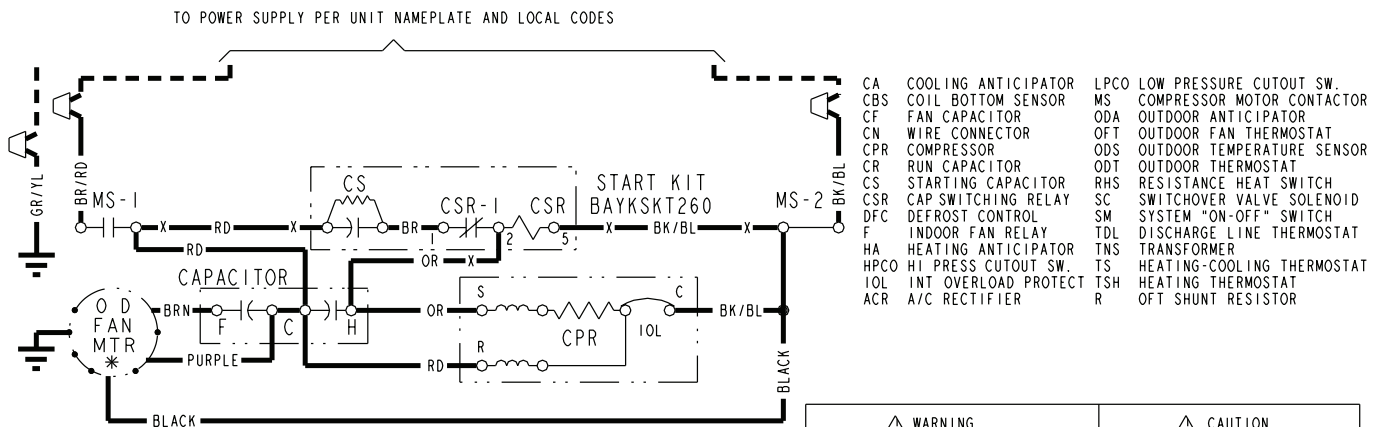 TO POWER SUPPLY PER UNIT NAMEPLATE AND LOCAL CODES
CA COOLING ANTICIPATOR LPCO LOW PRESSURE CUTOUT SW.
CBS COIL BOTTOM SENSOR MS COMPRESSOR MOTOR CONTACTOR
CF FAN CAPACITOR ODA OUTDOOR ANTICIPATOR
CN WIRE CONNECTOR OFT OUTDOOR FAN THERMOSTAT
CPR COMPRESSOR ODS OUTDOOR TEMPERATURE SENSOR
CR RUN CAPACITOR ODT OUTDOOR THERMOSTAT
CS STARTING CAPACITOR RHS RESISTANCE HEAT SWITCH
CSR CAP SWITCHING RELAY SC SWITCHOVER VALVE SOLENOID
DFC DEFROST CONTROL SM SYSTEM "ON-OFF" SWITCH
F INDOOR FAN RELAY TDL DISCHARGE LINE THERMOSTAT
HA HEATING ANTICIPATOR TNS TRANSFORMER
HPCO HI PRESS CUTOUT SW. TS HEATING-COOLING THERMOSTAT
IOL INT OVERLOAD PROTECT TSH HEATING THERMOSTAT
ACR A/C RECTIFIER R OFT SHUNT RESISTOR
GR/YL
BR/RD
BK/BL
MS-1
CS
CSR-1
CSR
START KIT
BAYKSKT260
MS-2
X RD X
BR
1
2
5
X BK/BL X
RD
OR X
CAPACITOR
BRN
F
C
H
OR
S
C
CPR
IOL
BK/BL
R
RD
O D
FAN
MTR
*
PURPLE
BLACK
BLACK
⚠ WARNING
⚠ CAUTION